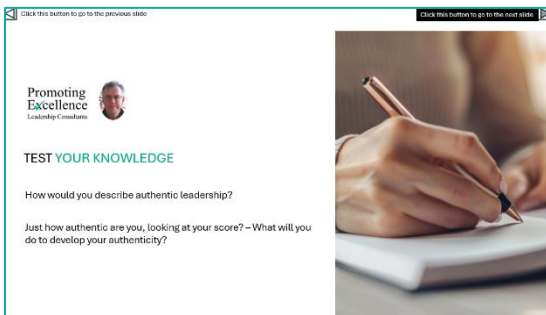 Click this button to go to the previous slide
Click this button to go to the next slide
Promoting
Excellence
Leadership Consultants
TEST YOUR KNOWLEDGE
How would you describe authentic leadership?
Just how authentic are you, looking at your score? – What will you
do to develop your authenticity?